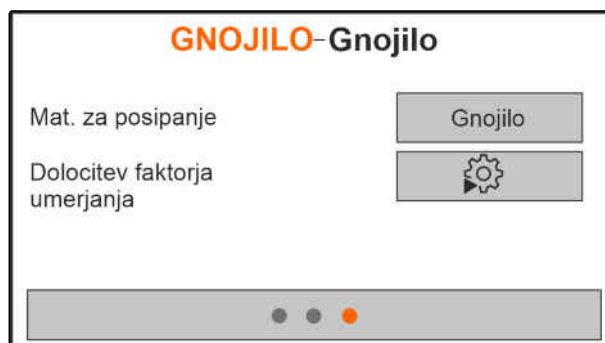 GNOJILO-Gnojilo
Mat. za posipanje
Gnojilo
Dolocitev faktorja
umerjanja